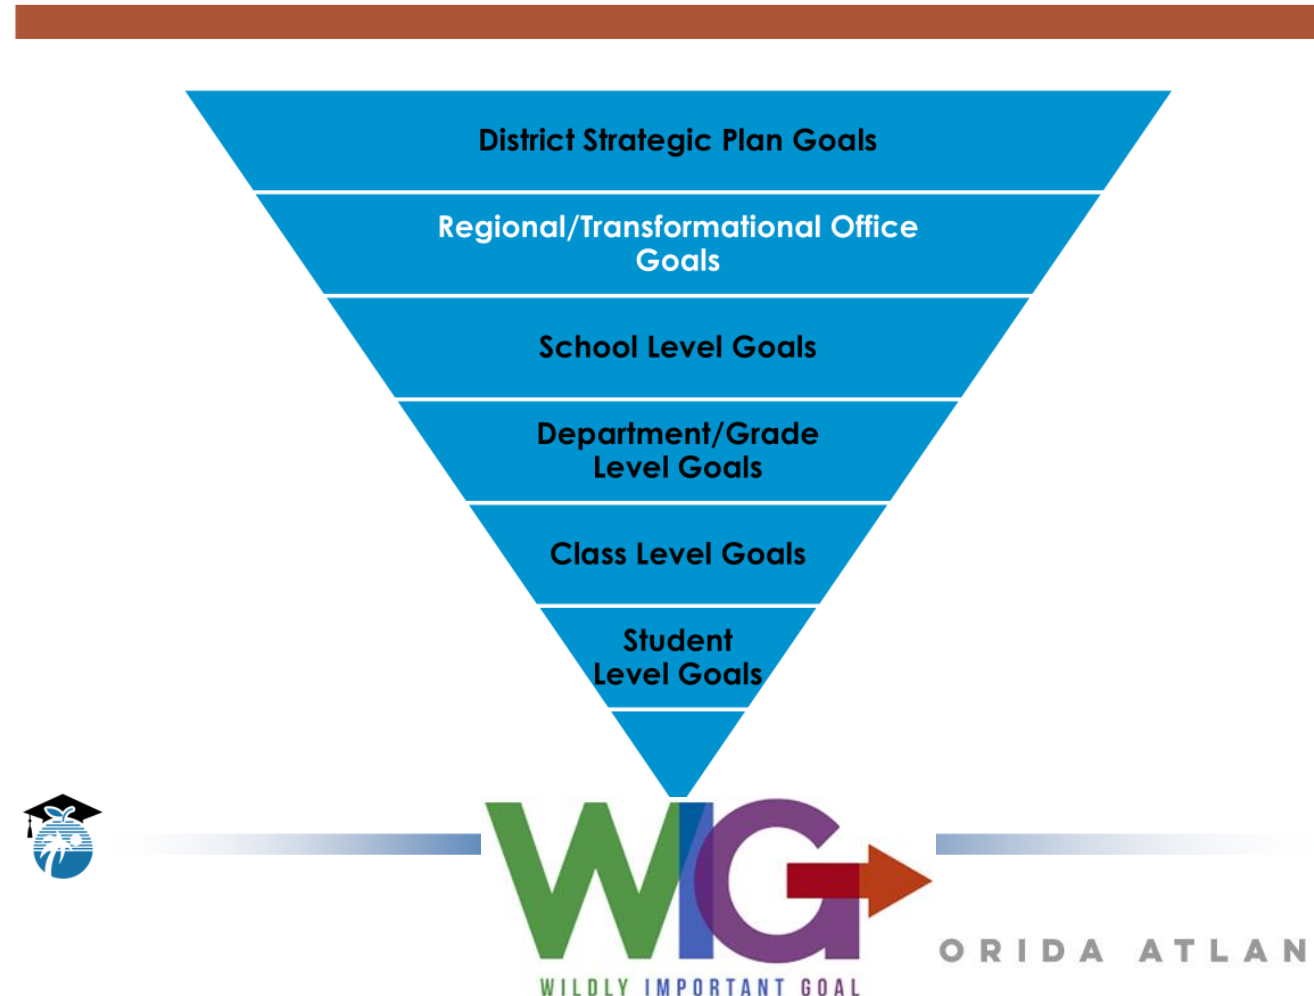 District Strategic Plan Goals
Regional/Transformational Office
Goals
School Level Goals
Department/Grade
Level Goals
Class Level Goals
Student
Level Goals
WIG
ORIDA ATLAN
WILDLY IMPORTANT GOAL